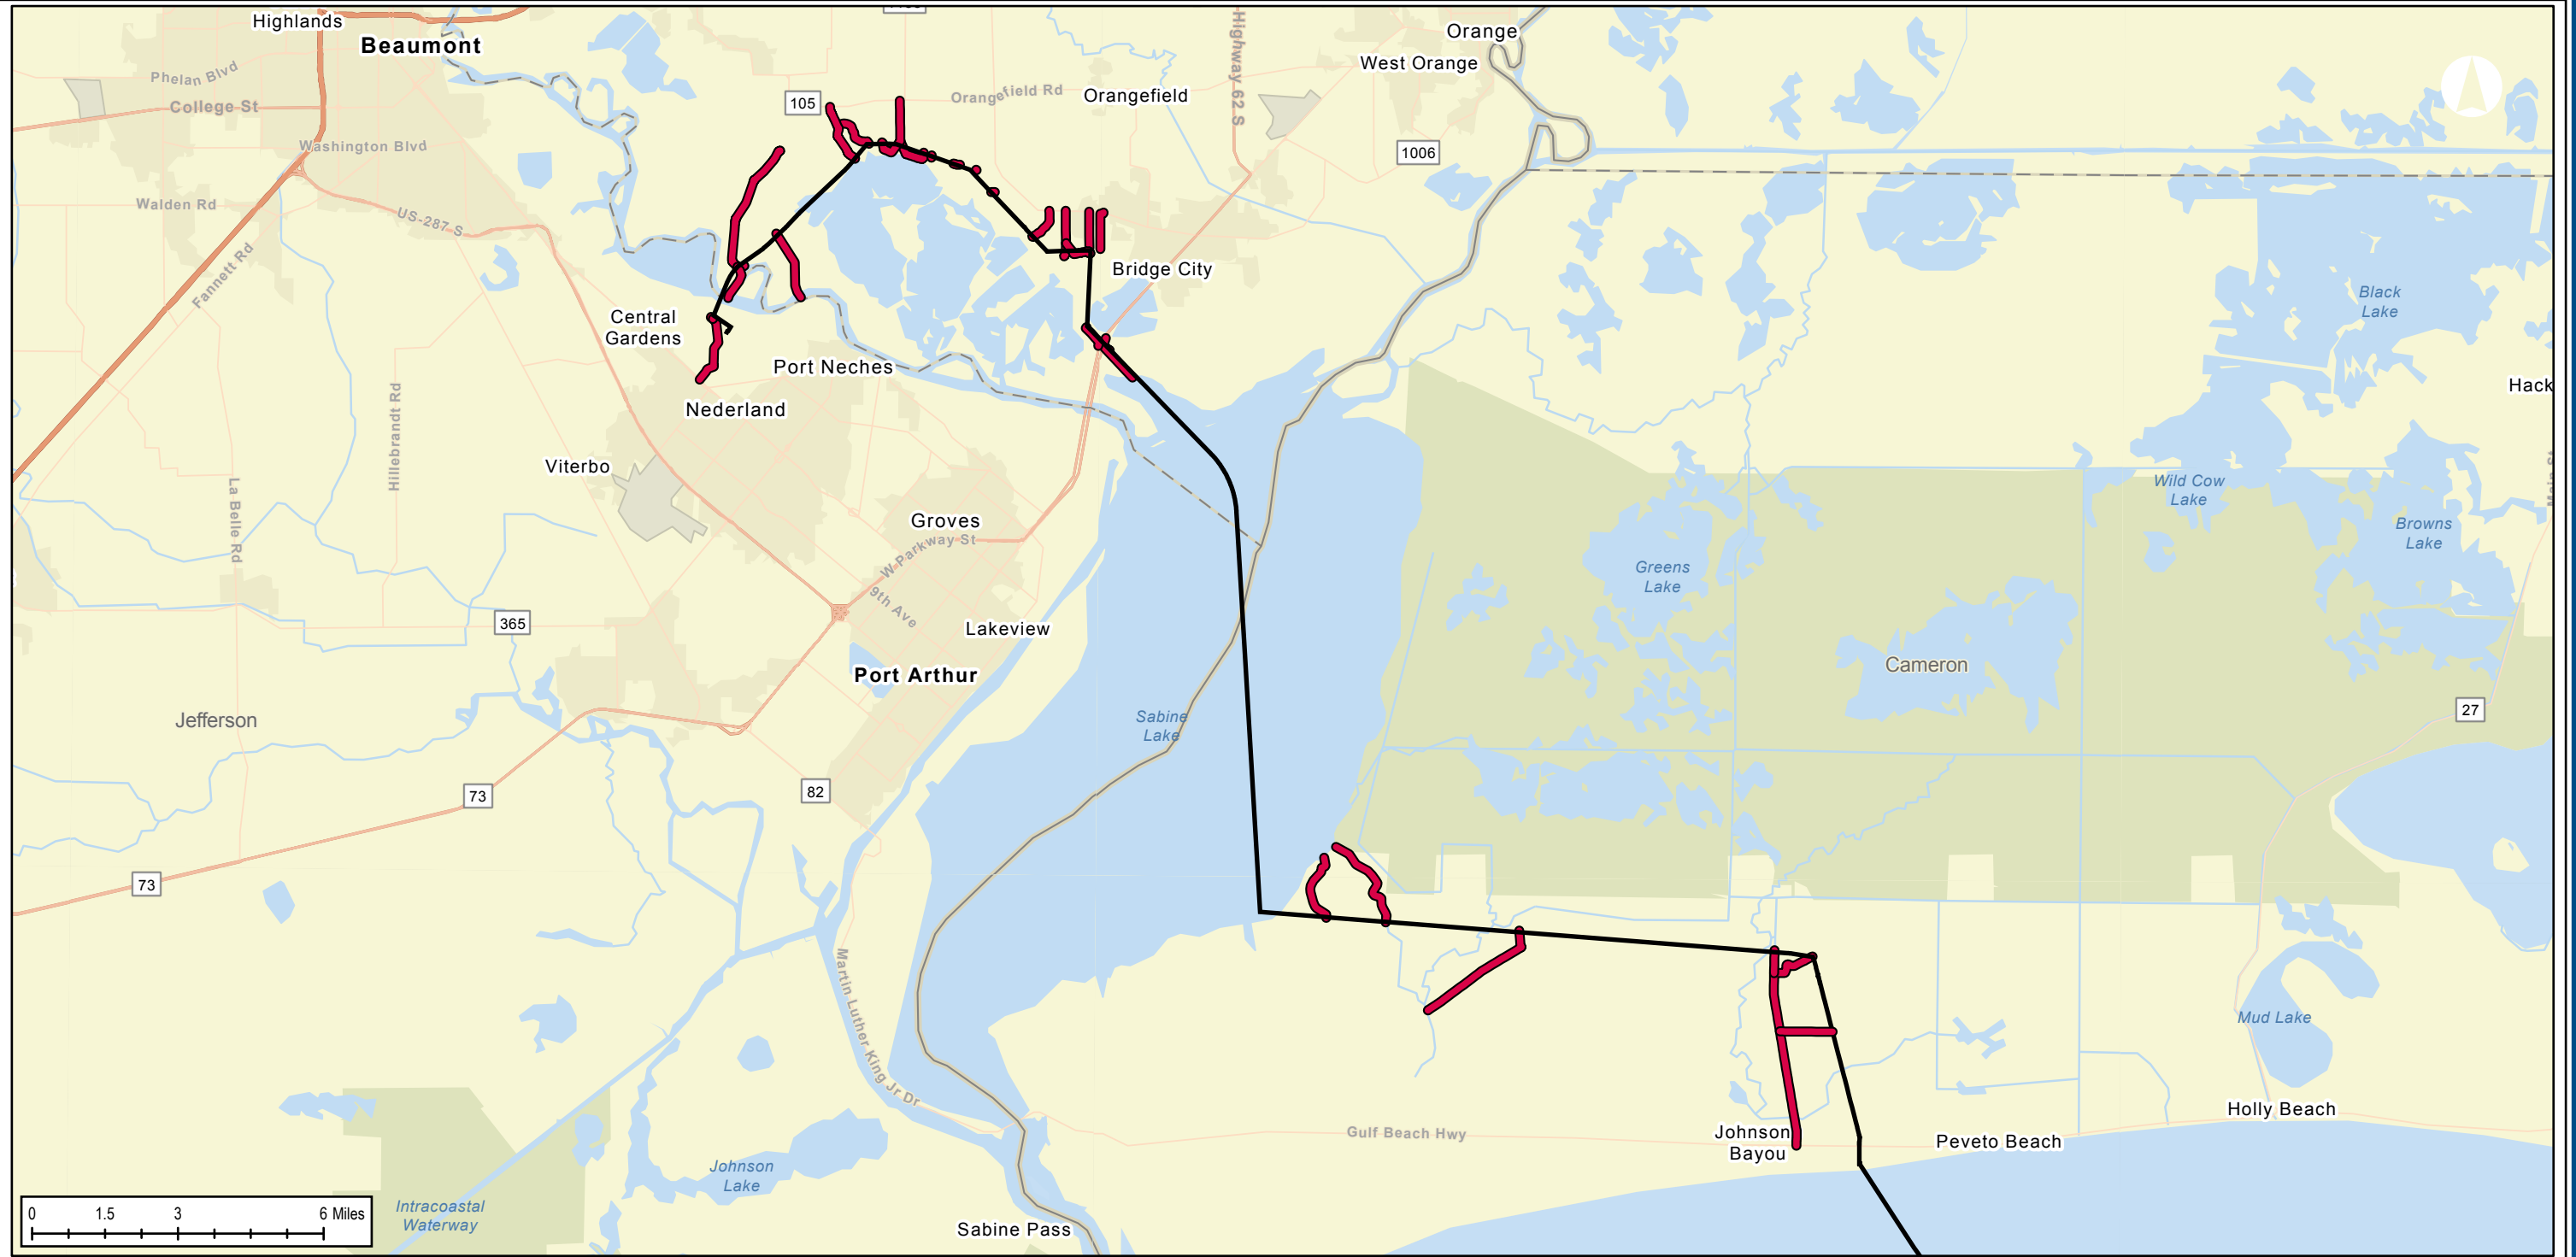 Highlands
Beaumont
Orange
West Orange
Phelan Blvd
College St
105
Orangefield Rd
Orangefield
Highway 62 S
1006
Washington Blvd
Walden Rd
US-287 S
Fannett Rd
Bridge City
Black
Lake
Central
Gardens
Port Neches
Hack
Nederland
Hillebrandt Rd
Viterbo
La Belle Rd
Wild Cow
Lake
Browns
Lake
Groves
W Parkway St
9th Ave
Greens
Lake
365
Lakeview
Cameron
Port Arthur
Jefferson
Sabine
Lake
27
73
82
73
Martin Luther King Jr Dr
Mud Lake
Holly Beach
Gulf Beach Hwy
Johnson
Bayou
Peveto Beach
Johnson
Lake
Intracoastal
Waterway
Sabine Pass
0 1.5 3 6 Miles